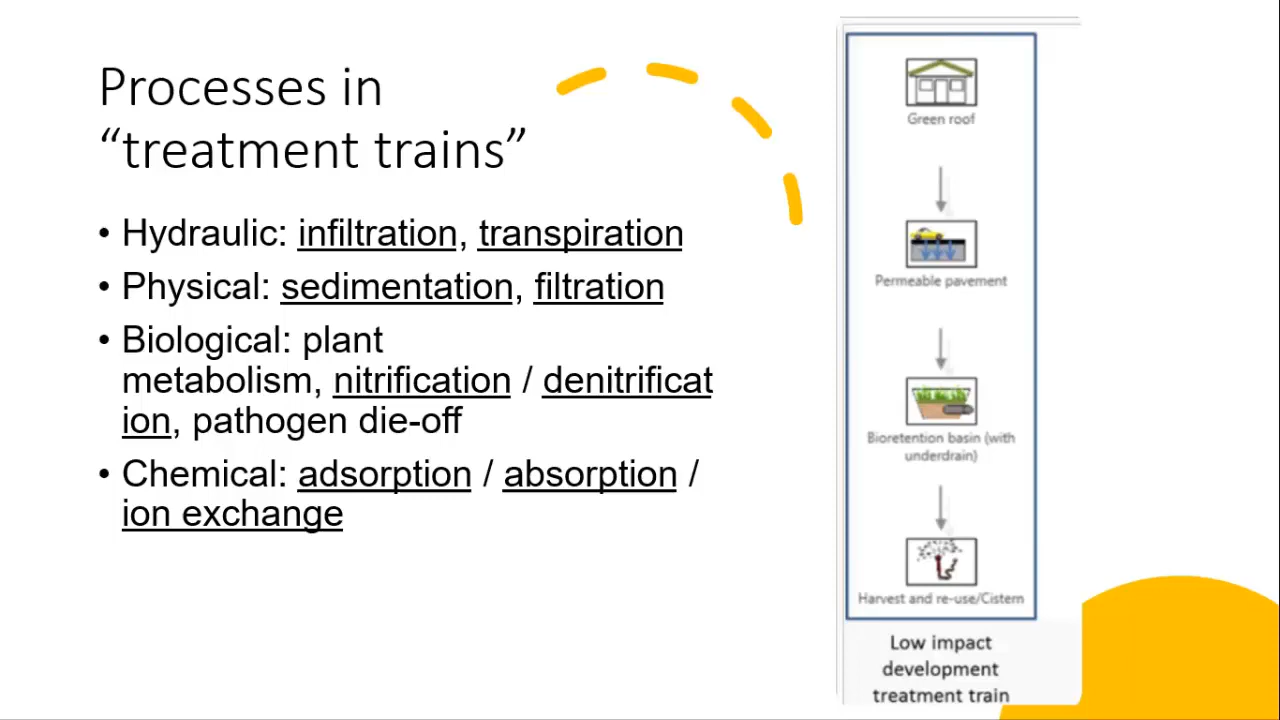 Processes in
“treatment trains”
• Hydraulic: infiltration, transpiration
• Physical: sedimentation, filtration
• Biological: plant
metabolism, nitrification / denitrificat
ion, pathogen die-off
• Chemical: adsorption / absorption /
ion exchange
Green roof
Permeable pavement
Bioretention basin (with
underdrain)
Harvest and re-use/Cistern
Low impact
development
treatment train